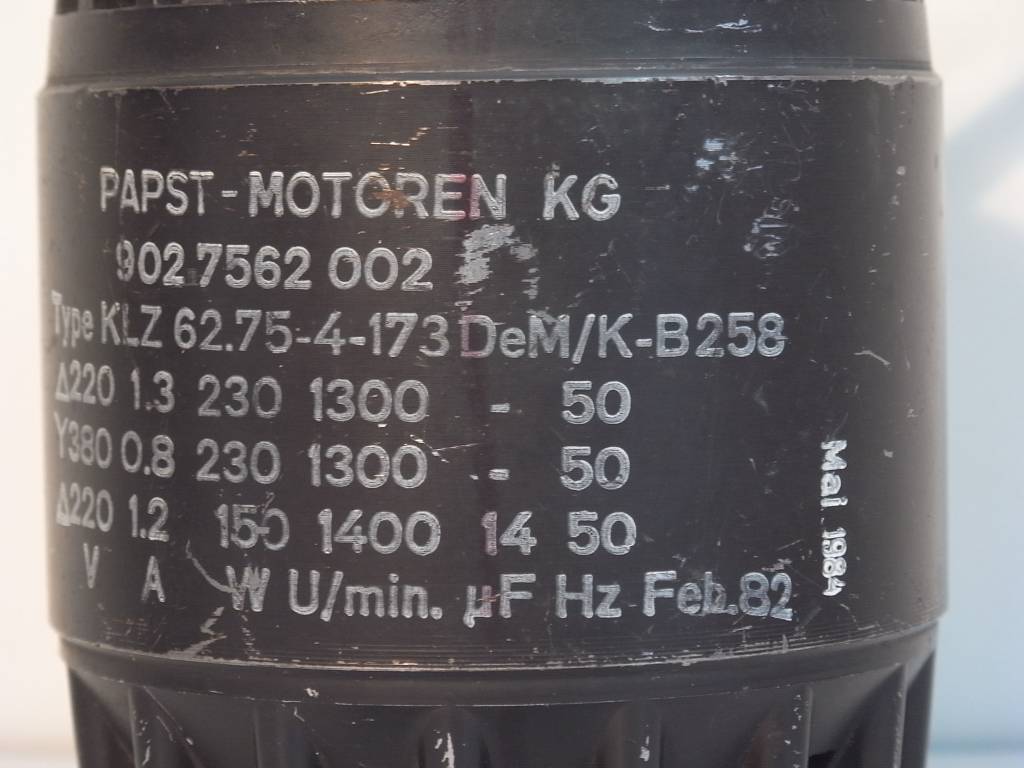 PAPST-MOTOREN KG
902 7562 002
Type KLZ 62.75-4-173 DeM/K-B258
Δ220 1.3 230 1300 - 50
Y380 0.8 230 1300 - 50
Δ220 1.2 150 1400 14 50
V A W U/min. µF Hz Feb.82
Mai 1984